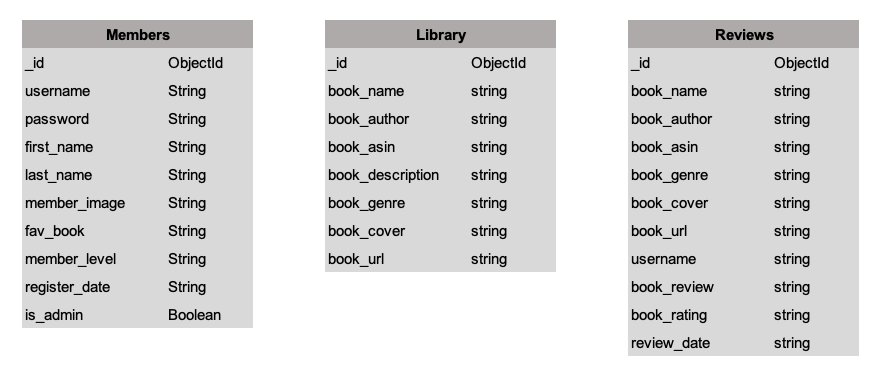 Members
_id ObjectId
username String
password String
first_name String
last_name String
member_image String
fav_book String
member_level String
register_date String
is_admin Boolean
Library
_id ObjectId
book_name string
book_author string
book_asin string
book_description string
book_genre string
book_cover string
book_url string
Reviews
_id ObjectId
book_name string
book_author string
book_asin string
book_genre string
book_cover string
book_url string
username string
book_review string
book_rating string
review_date string